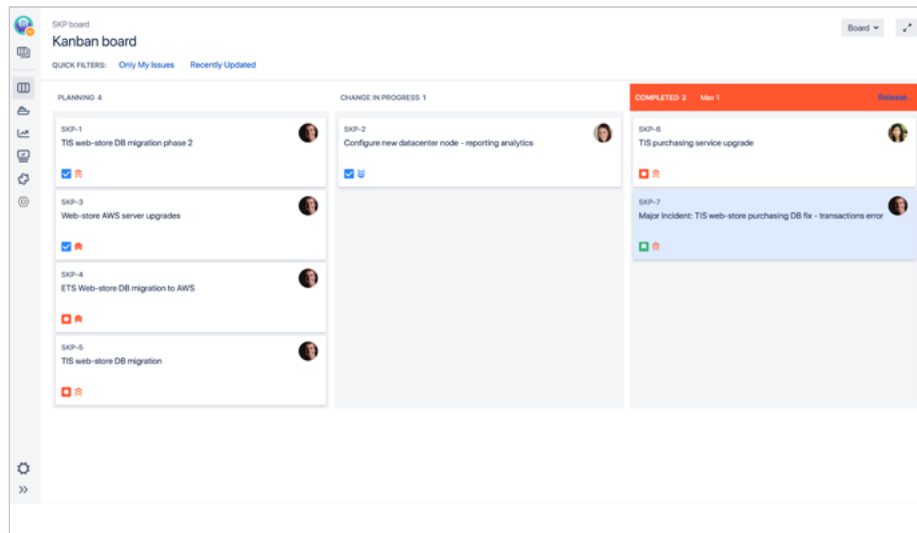 SKP board
Kanban board
Board
QUICK FILTERS: Only My Issues Recently Updated
PLANNING 4
CHANGE IN PROGRESS 1
COMPLETED 2 Max 1 Release...
SKP-1
TIS web-store DB migration phase 2
SKP-3
Web-store AWS server upgrades
SKP-4
ETS Web-store DB migration to AWS
SKP-5
TIS web-store DB migration
SKP-2
Configure new datacenter node - reporting analytics
SKP-6
TIS purchasing service upgrade
SKP-7
Major Incident: TIS web-store purchasing DB fix - transactions error